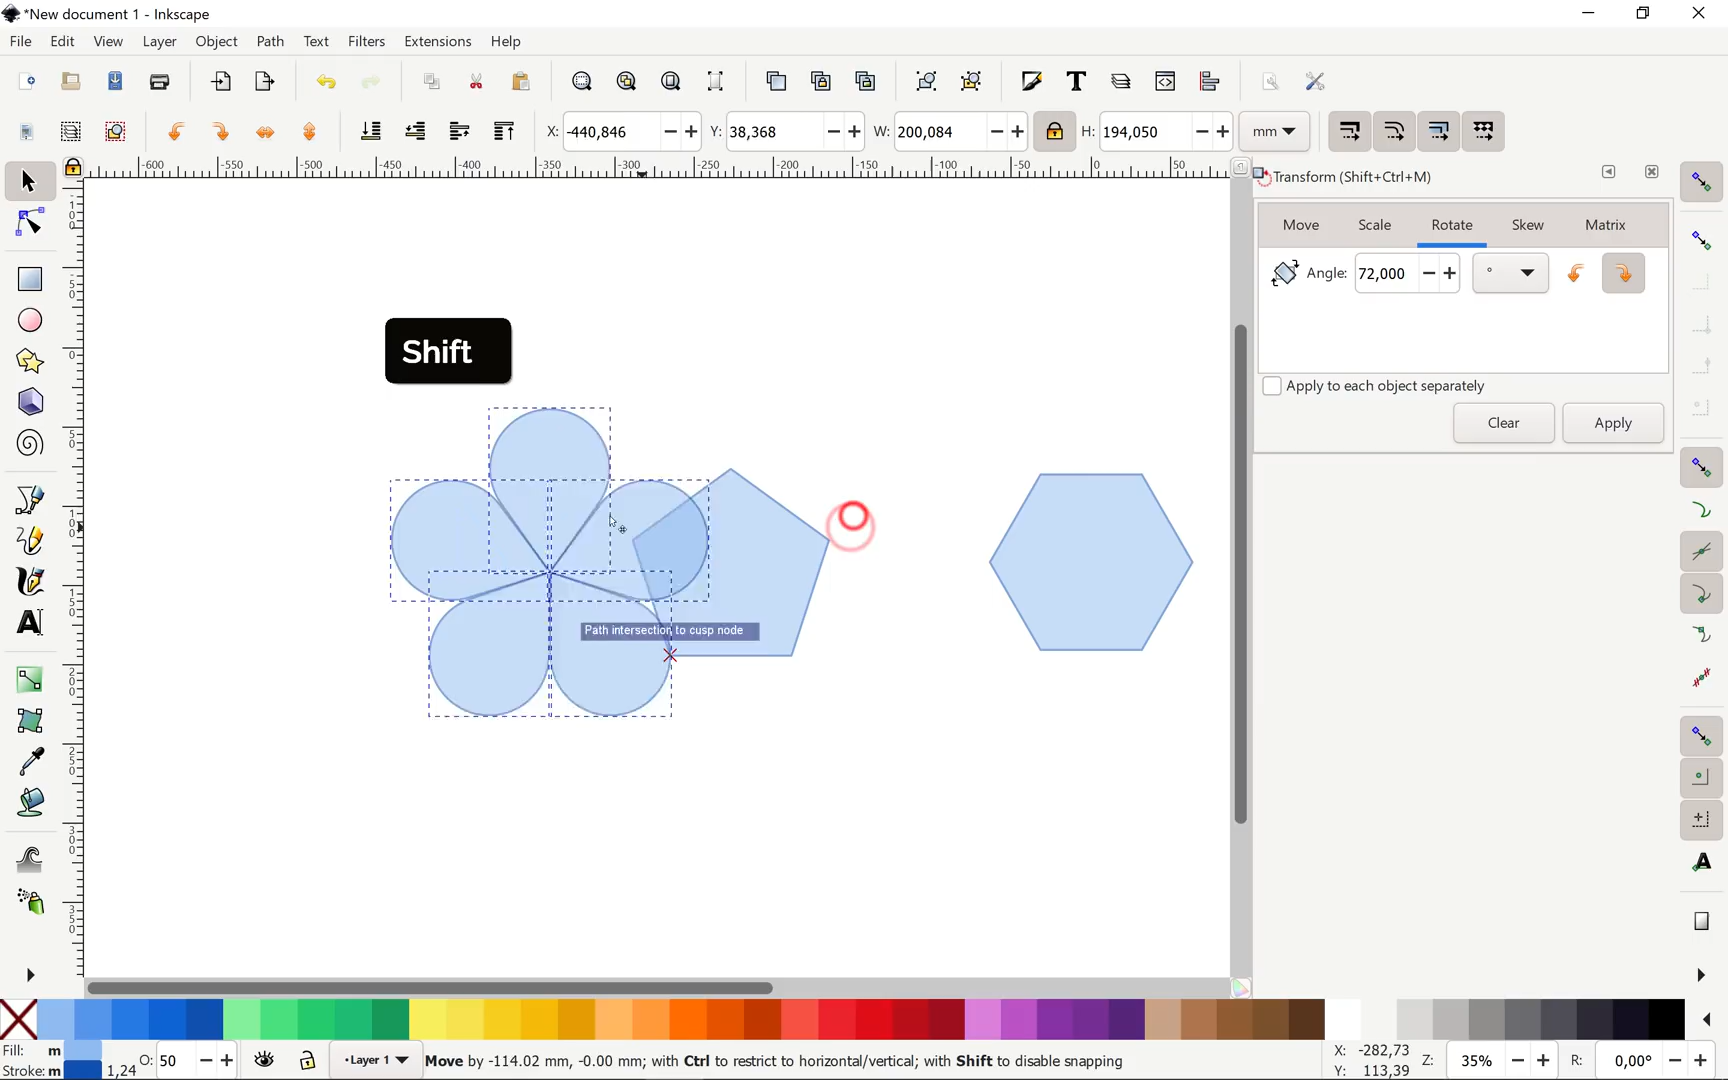 *New document 1 - Inkscape
File Edit View Layer Object Path Text Filters Extensions Help
X: -440,846 Y: 38,368 W: 200,084 H: 194,050 mm
-600 -550 -500 -450 -400 -350 -300 -250 -200 -150 -100 -50 0 50
Transform (Shift+Ctrl+M)
Move Scale Rotate Skew Matrix
Angle: 72,000 °
Apply to each object separately
Clear Apply
Shift
Path intersection to cusp node
Fill: m
Stroke: m 1,24
O: 50
•Layer 1
Move by -114.02 mm, -0.00 mm; with Ctrl to restrict to horizontal/vertical; with Shift to disable snapping
X: -282,73
Y: 113,39
Z: 35%
R: 0,00°